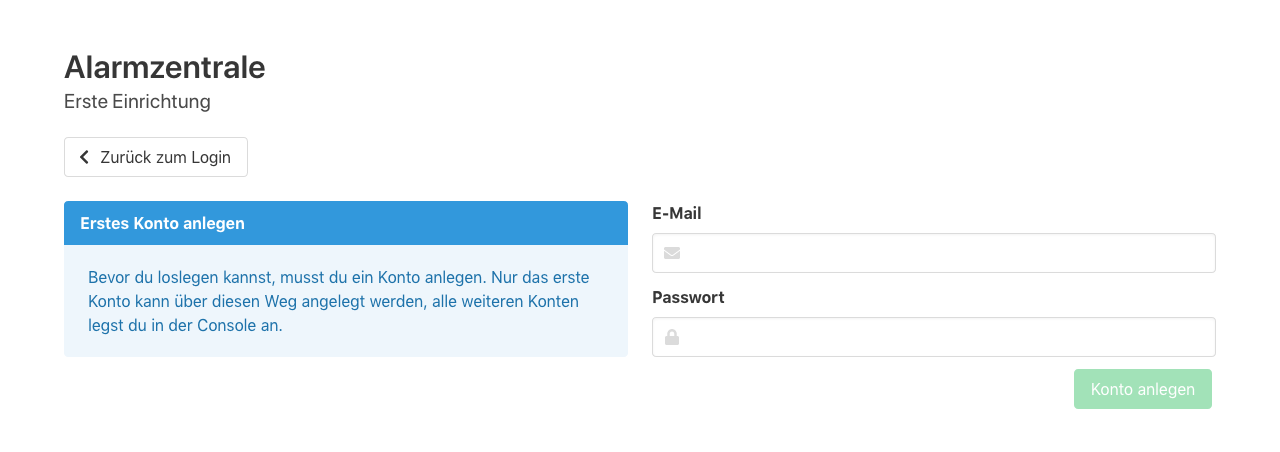 Alarmzentrale
Erste Einrichtung
Zurück zum Login
Erstes Konto anlegen
Bevor du loslegen kannst, musst du ein Konto anlegen. Nur das erste
Konto kann über diesen Weg angelegt werden, alle weiteren Konten
legst du in der Console an.
E-Mail
Passwort
Konto anlegen